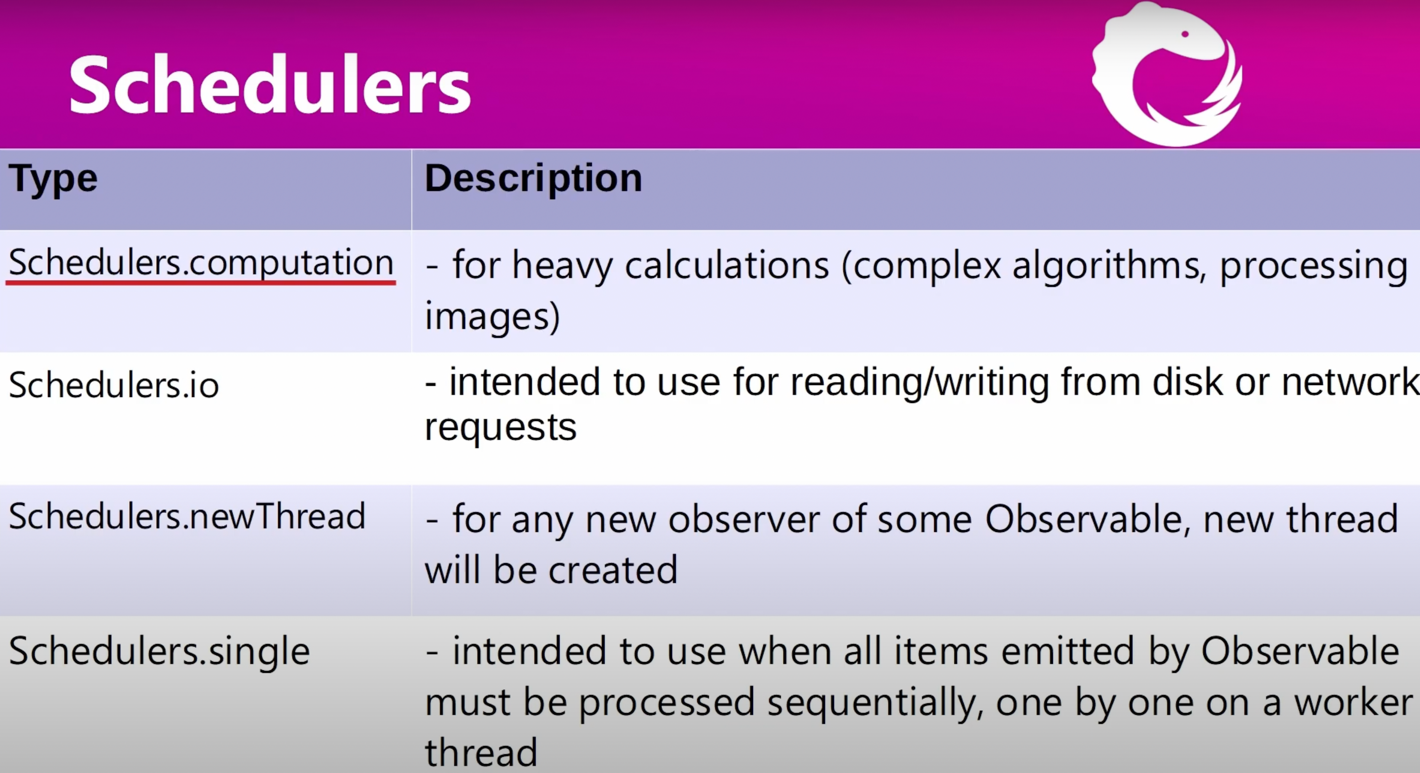 Schedulers
Type
Description
Schedulers.computation
- for heavy calculations (complex algorithms, processing
images)
Schedulers.io
- intended to use for reading/writing from disk or network
requests
Schedulers.newThread
- for any new observer of some Observable, new thread
will be created
Schedulers.single
- intended to use when all items emitted by Observable
must be processed sequentially, one by one on a worker
thread